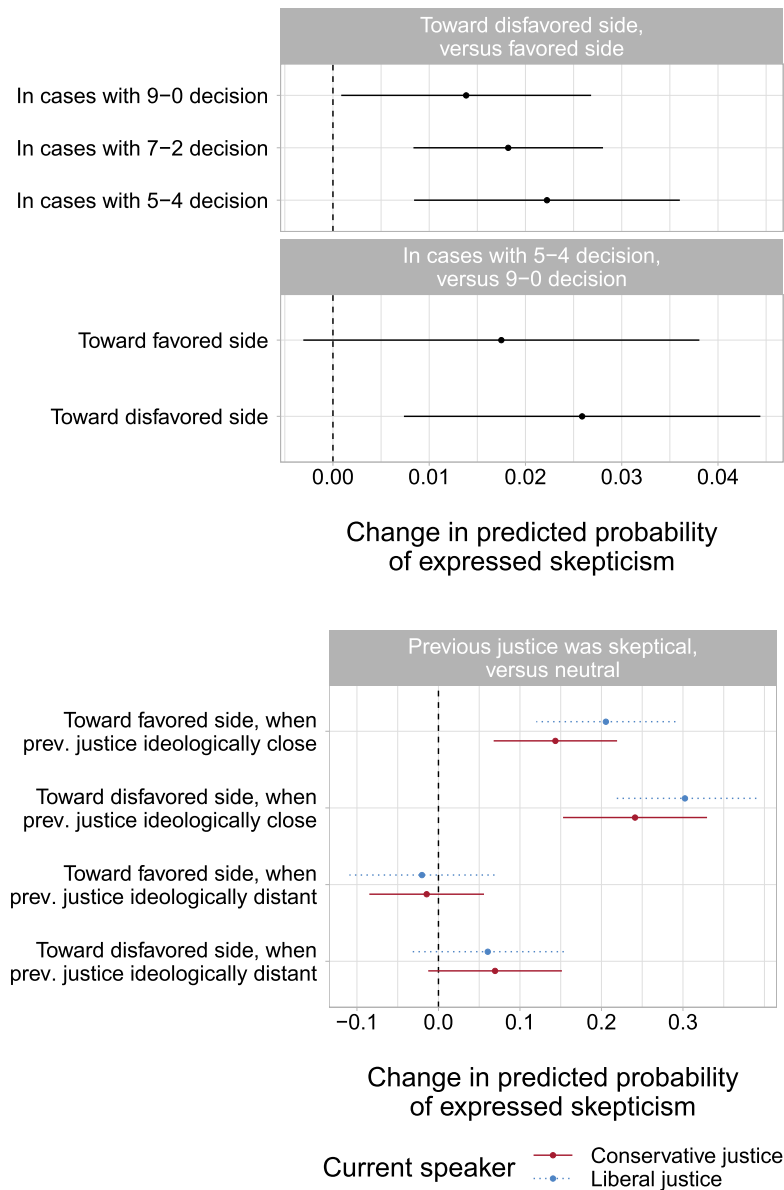 Toward disfavored side,
versus favored side
In cases with 9−0 decision
In cases with 7−2 decision
In cases with 5−4 decision
In cases with 5−4 decision,
versus 9−0 decision
Toward favored side
Toward disfavored side
0.00 0.01 0.02 0.03 0.04
Change in predicted probability
of expressed skepticism
Previous justice was skeptical,
versus neutral
Toward favored side, when
prev. justice ideologically close
Toward disfavored side, when
prev. justice ideologically close
Toward favored side, when
prev. justice ideologically distant
Toward disfavored side, when
prev. justice ideologically distant
−0.1 0.0 0.1 0.2 0.3
Change in predicted probability
of expressed skepticism
Current speaker
Conservative justice
Liberal justice